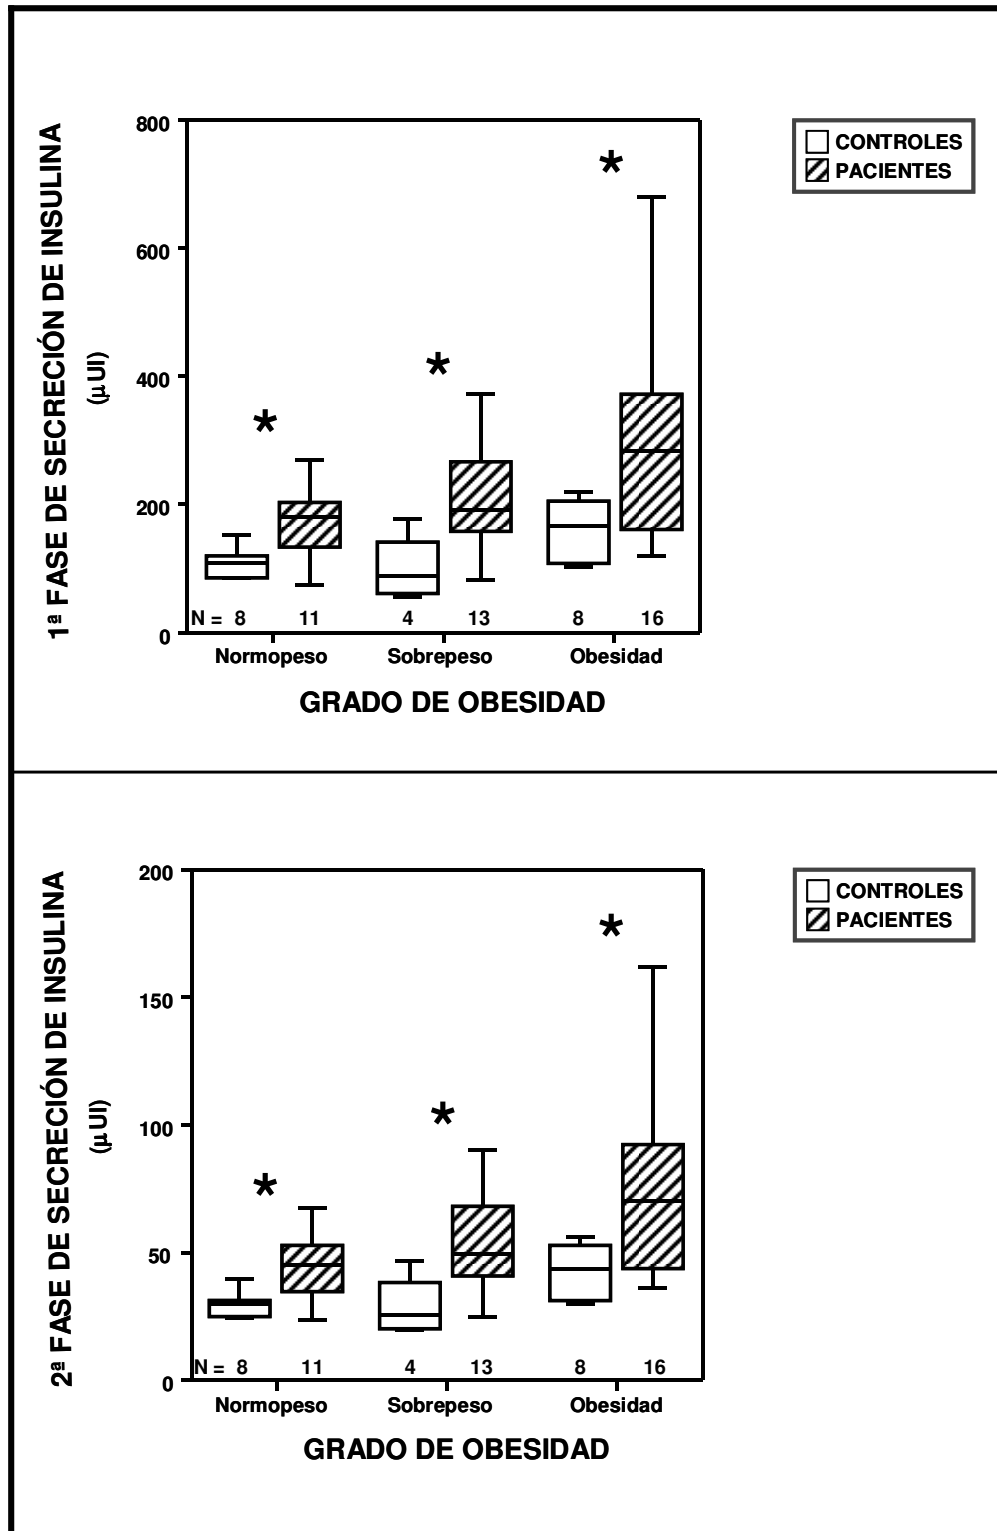 1ª FASE DE SECRECIÓN DE INSULINA
(µUI)
800
600
400
200
0
*
*
*
N = 8 11 4 13 8 16
Normopeso Sobrepeso Obesidad
GRADO DE OBESIDAD
CONTROLES
PACIENTES
2ª FASE DE SECRECIÓN DE INSULINA
(µUI)
200
150
100
50
0
*
*
*
N = 8 11 4 13 8 16
Normopeso Sobrepeso Obesidad
GRADO DE OBESIDAD
CONTROLES
PACIENTES